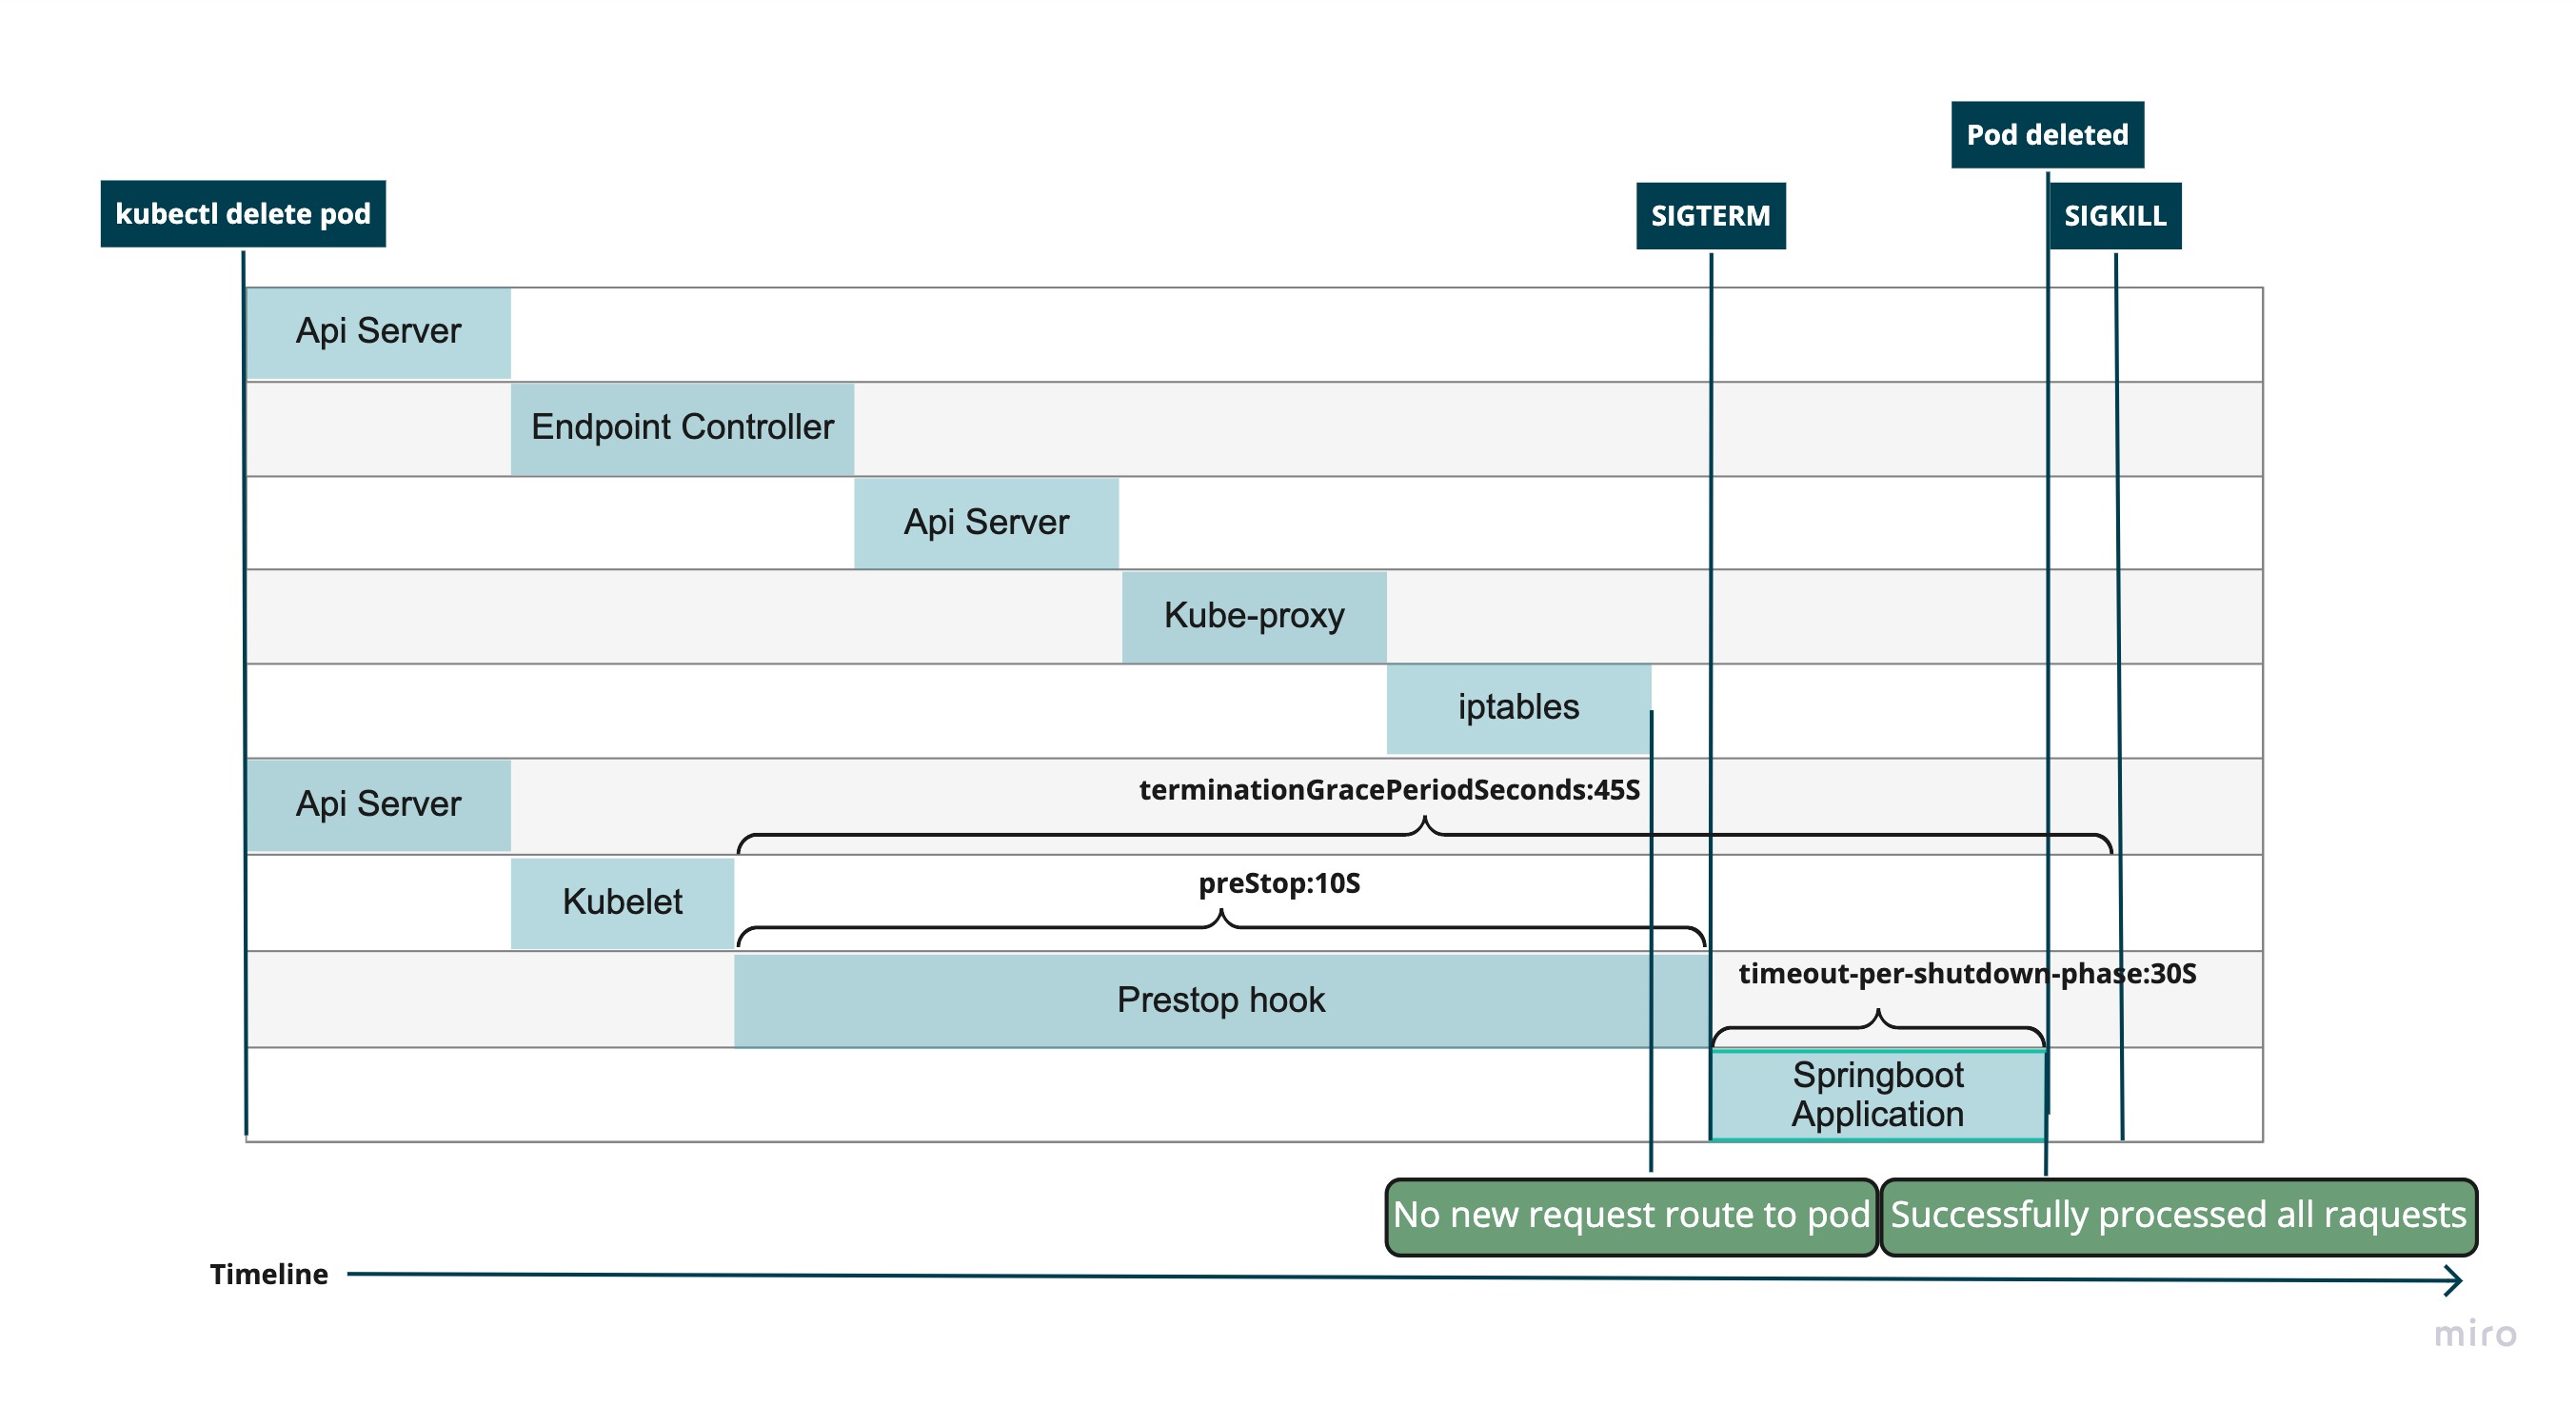 Pod deleted
kubectl delete pod
SIGTERM
SIGKILL
Api Server
Endpoint Controller
Api Server
Kube-proxy
iptables
Api Server
terminationGracePeriodSeconds:45S
Kubelet
preStop:10S
Prestop hook
timeout-per-shutdown-phase:30S
Springboot
Application
No new request route to pod
Successfully processed all raquests
Timeline
miro